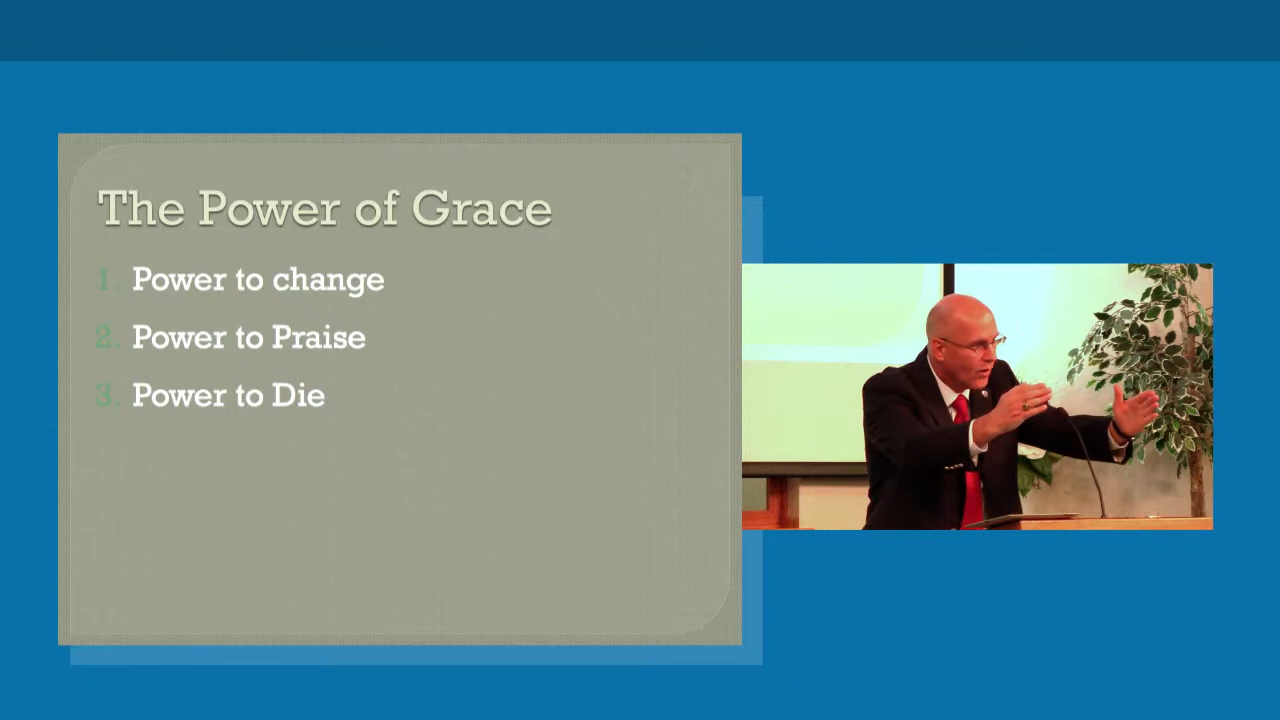 The Power of Grace
1. Power to change
2. Power to Praise
3. Power to Die